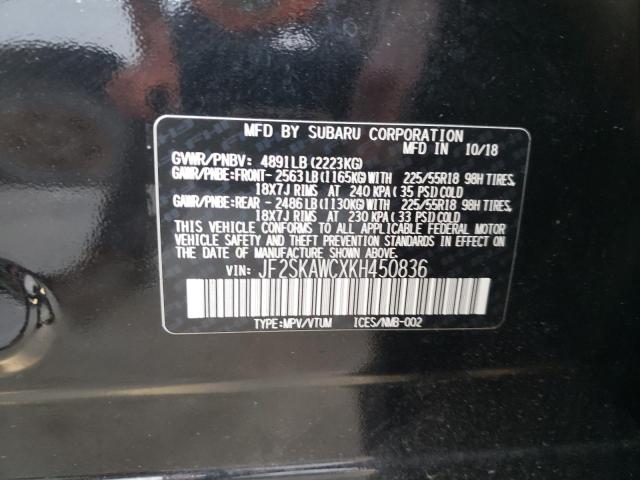 MFD BY SUBARU CORPORATION
MFD IN 10/18
GVWR/PNBV: 4891LB (2223KG)
GAWR/PNBE:FRONT-2563LB(1165KG)WITH 225/55R18 98H TIRES,
18X7J RIMS AT 240 KPA(35 PSI)COLD
GAWR/PNBE:REAR-2486LB(1130KG)WITH 225/55R18 98H TIRES,
18X7J RIMS AT 230 KPA(33 PSI)COLD
THIS VEHICLE CONFORMS TO ALL APPLICABLE FEDERAL MOTOR
VEHICLE SAFETY AND THEFT PREVENTION STANDARDS IN EFFECT
ON THE DATE OF MANUFACTURE SHOWN ABOVE.
VIN: JF2SKAWCXKH450836
TYPE:MPV/VTUM ICES/NMB-002